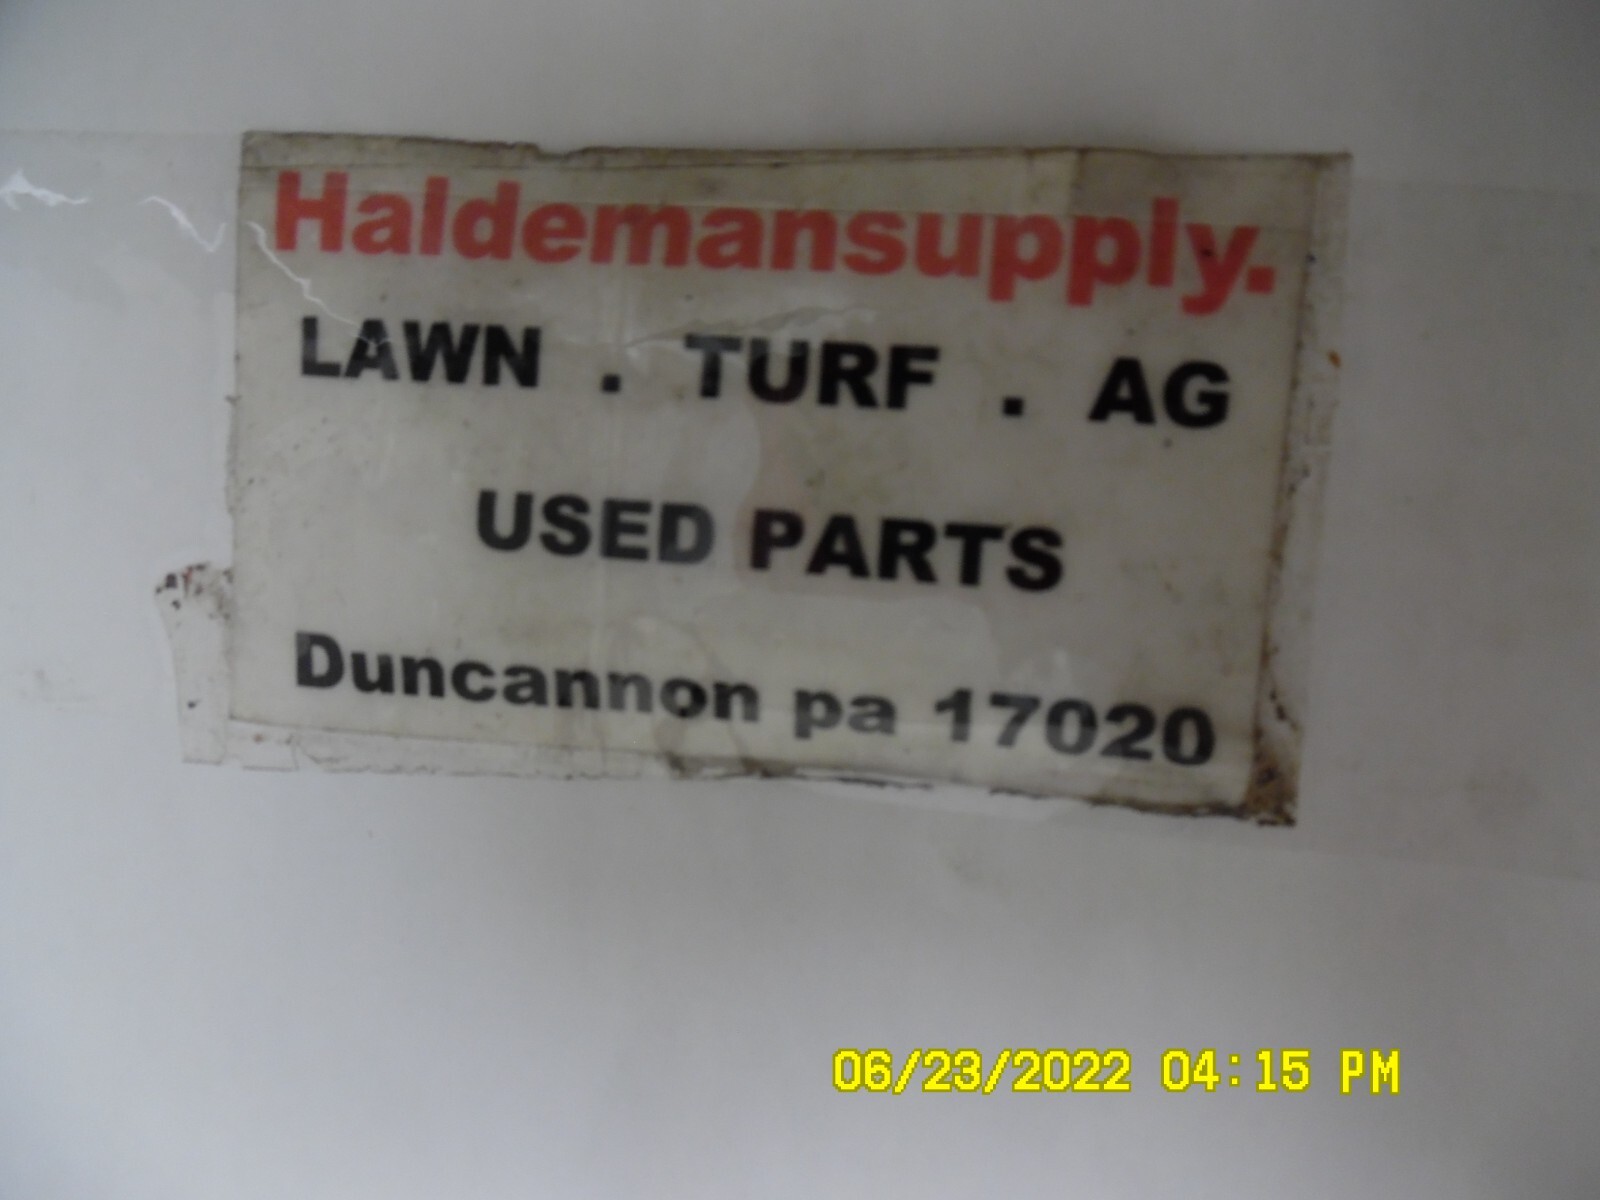 Haldemansupply.
LAWN . TURF . AG
USED PARTS
Duncannon pa 17020
06/23/2022 04:15 PM